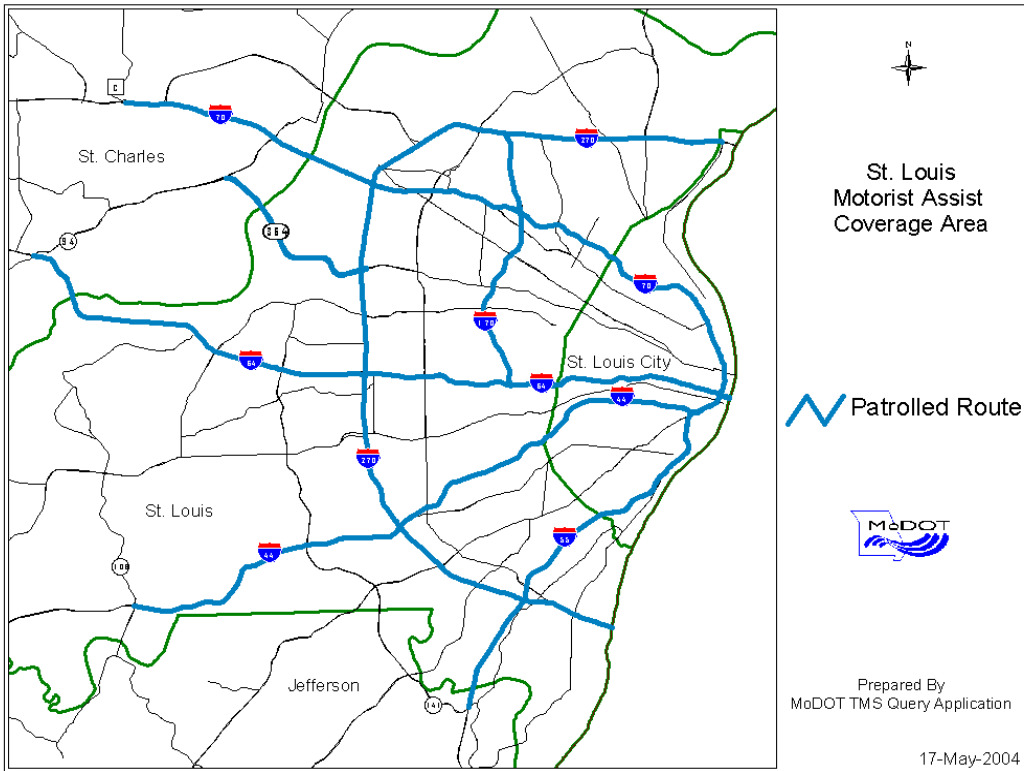 N
C
70
270
St. Charles
St. Louis
Motorist Assist
Coverage Area
364
94
70
170
64
64
St. Louis City
44
Patrolled Route
270
St. Louis
MoDOT
55
44
109
Jefferson
141
Prepared By
MoDOT TMS Query Application
17-May-2004